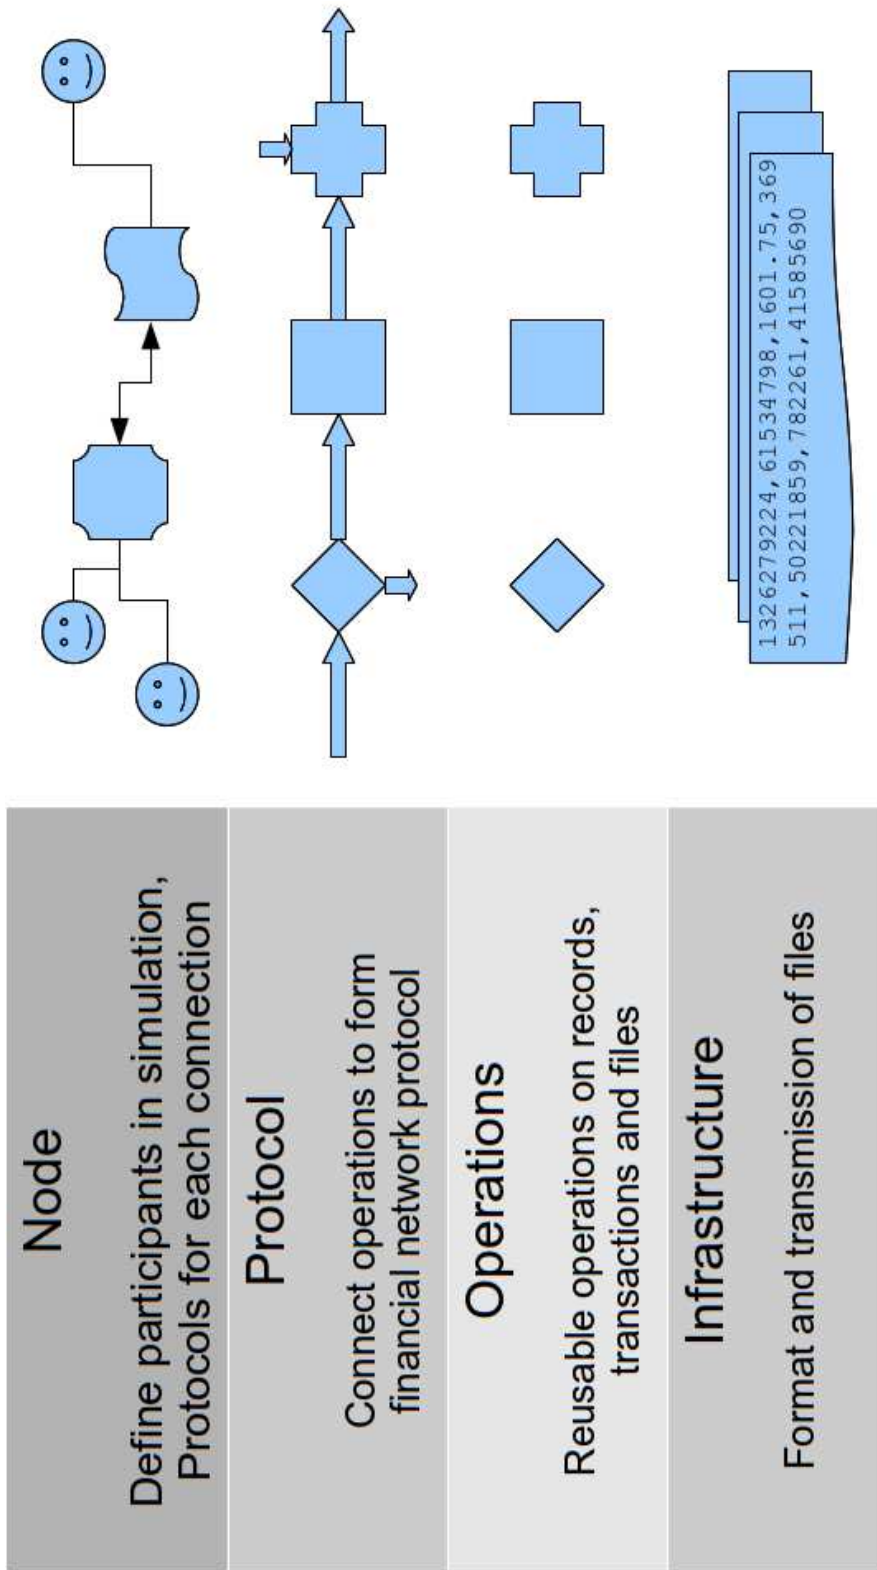 Node
Define participants in simulation,
Protocols for each connection
Protocol
Connect operations to form
financial network protocol
Operations
Reusable operations on records,
transactions and files
Infrastructure
Format and transmission of files
1326279224,61534798,1601.75,369
511,50221859,782261,41585690